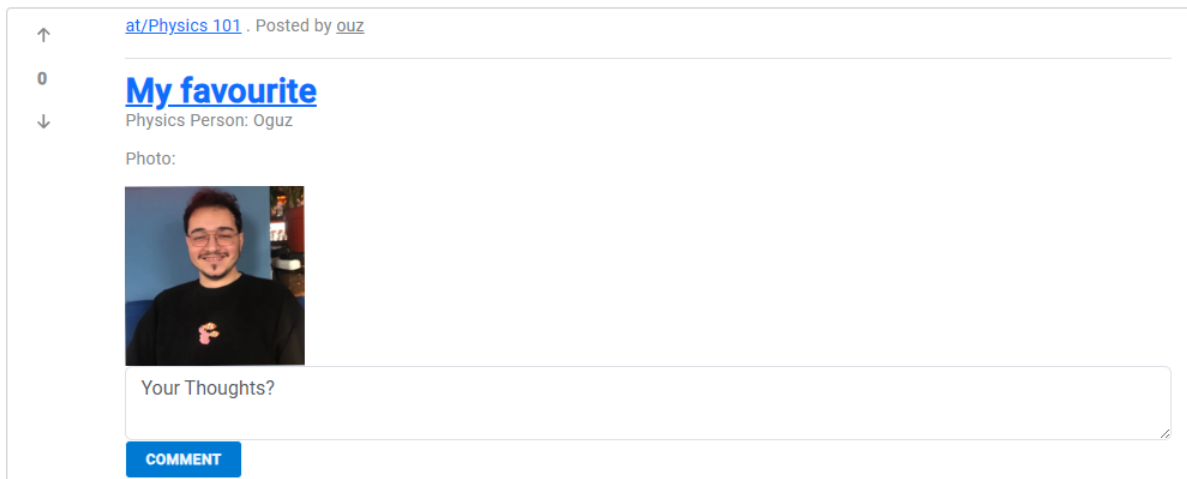 at/Physics 101 . Posted by ouz
0
My favourite
Physics Person: Oguz
Photo:
Your Thoughts?
COMMENT